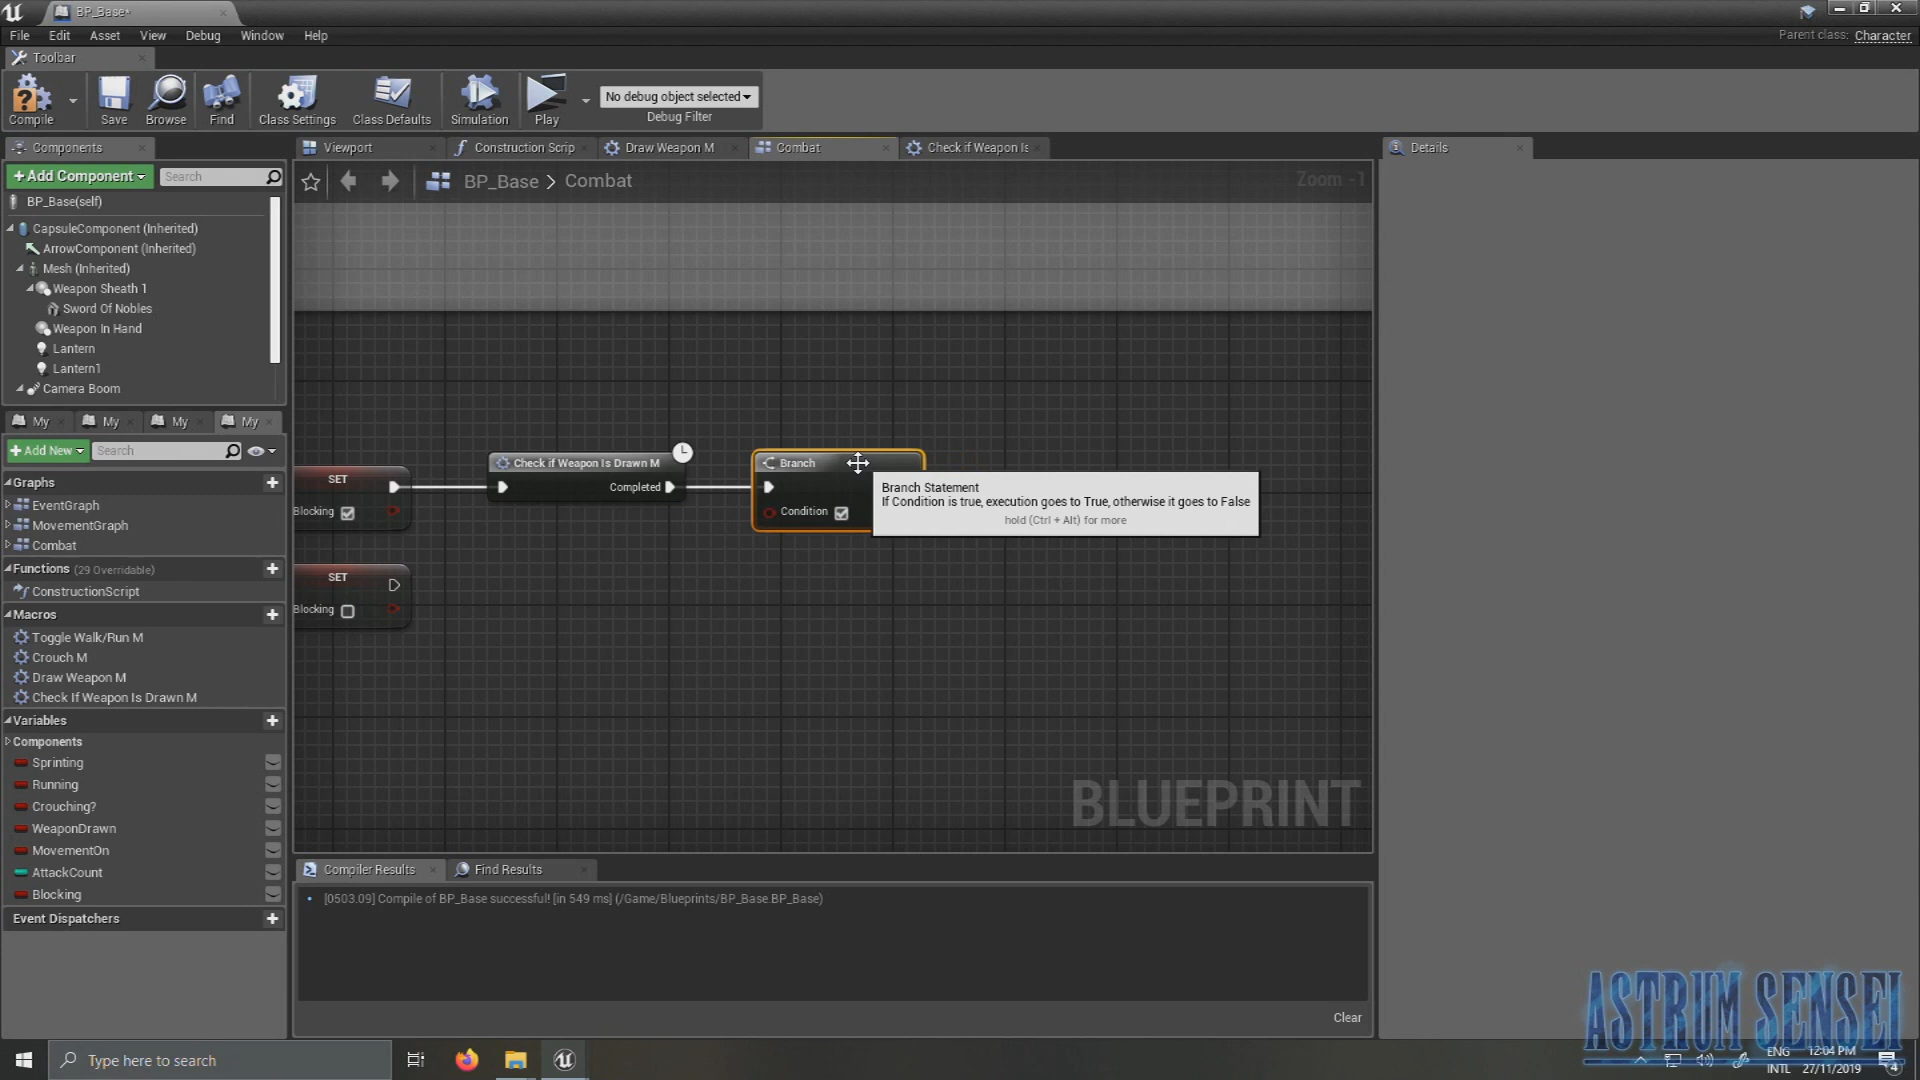 BP_Base*
File Edit Asset View Debug Window Help
Parent class: Character
Toolbar
Compile
Save
Browse
Find
Class Settings
Class Defaults
Simulation
Play
No debug object selected
Debug Filter
Components
Viewport
Construction Scrip
Draw Weapon M
Combat
Check if Weapon Is
Details
+ Add Component
Search
BP_Base > Combat
Zoom -1
BP_Base(self)
CapsuleComponent (Inherited)
ArrowComponent (Inherited)
Mesh (Inherited)
Weapon Sheath 1
Sword Of Nobles
Weapon In Hand
Lantern
Lantern1
Camera Boom
My
My
My
My
+ Add New
Search
Graphs
EventGraph
MovementGraph
Combat
Functions (29 Overridable)
ConstructionScript
Macros
Toggle Walk/Run M
Crouch M
Draw Weapon M
Check If Weapon Is Drawn M
Variables
Components
Sprinting
Running
Crouching?
WeaponDrawn
MovementOn
AttackCount
Blocking
Event Dispatchers
SET
Blocking
SET
Blocking
Check if Weapon Is Drawn M
Completed
Branch
Condition
Branch Statement
If Condition is true, execution goes to True, otherwise it goes to False
hold (Ctrl + Alt) for more
BLUEPRINT
Compiler Results
Find Results
[0503.09] Compile of BP_Base successful! [in 549 ms] (/Game/Blueprints/BP_Base.BP_Base)
Clear
ASTRUM SENSEI
Type here to search
ENG
INTL
12:04 PM
27/11/2019
4